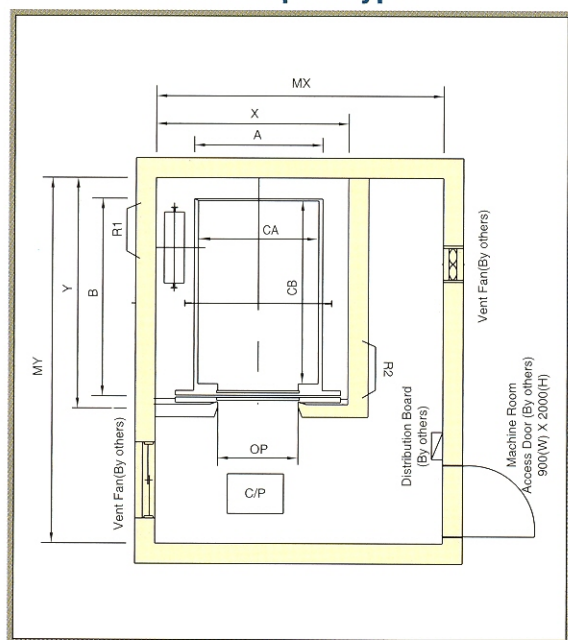 MX
X
A
R1
CA
Y
B
CB
MY
R2
Vent Fan(By others)
Vent Fan(By others)
OP
C/P
Distribution Board
(By others)
Machine Room
Access Door (By others)
900(W) X 2000(H)